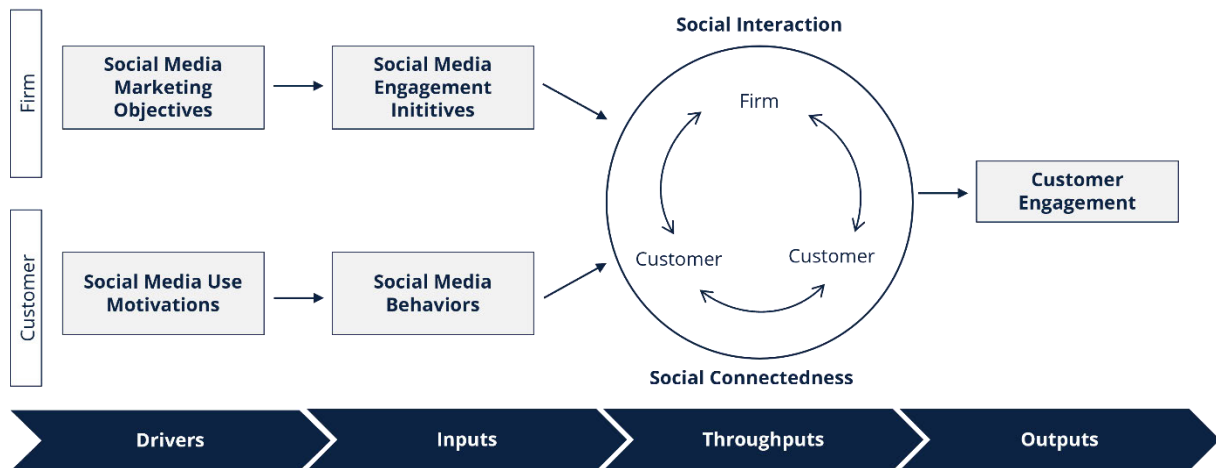 Firm
Social Media
Marketing
Objectives
Social Media
Engagement
Inititives
Social Interaction
Firm
Customer
Customer
Social Connectedness
Customer
Engagement
Customer
Social Media Use
Motivations
Social Media
Behaviors
Drivers
Inputs
Throughputs
Outputs